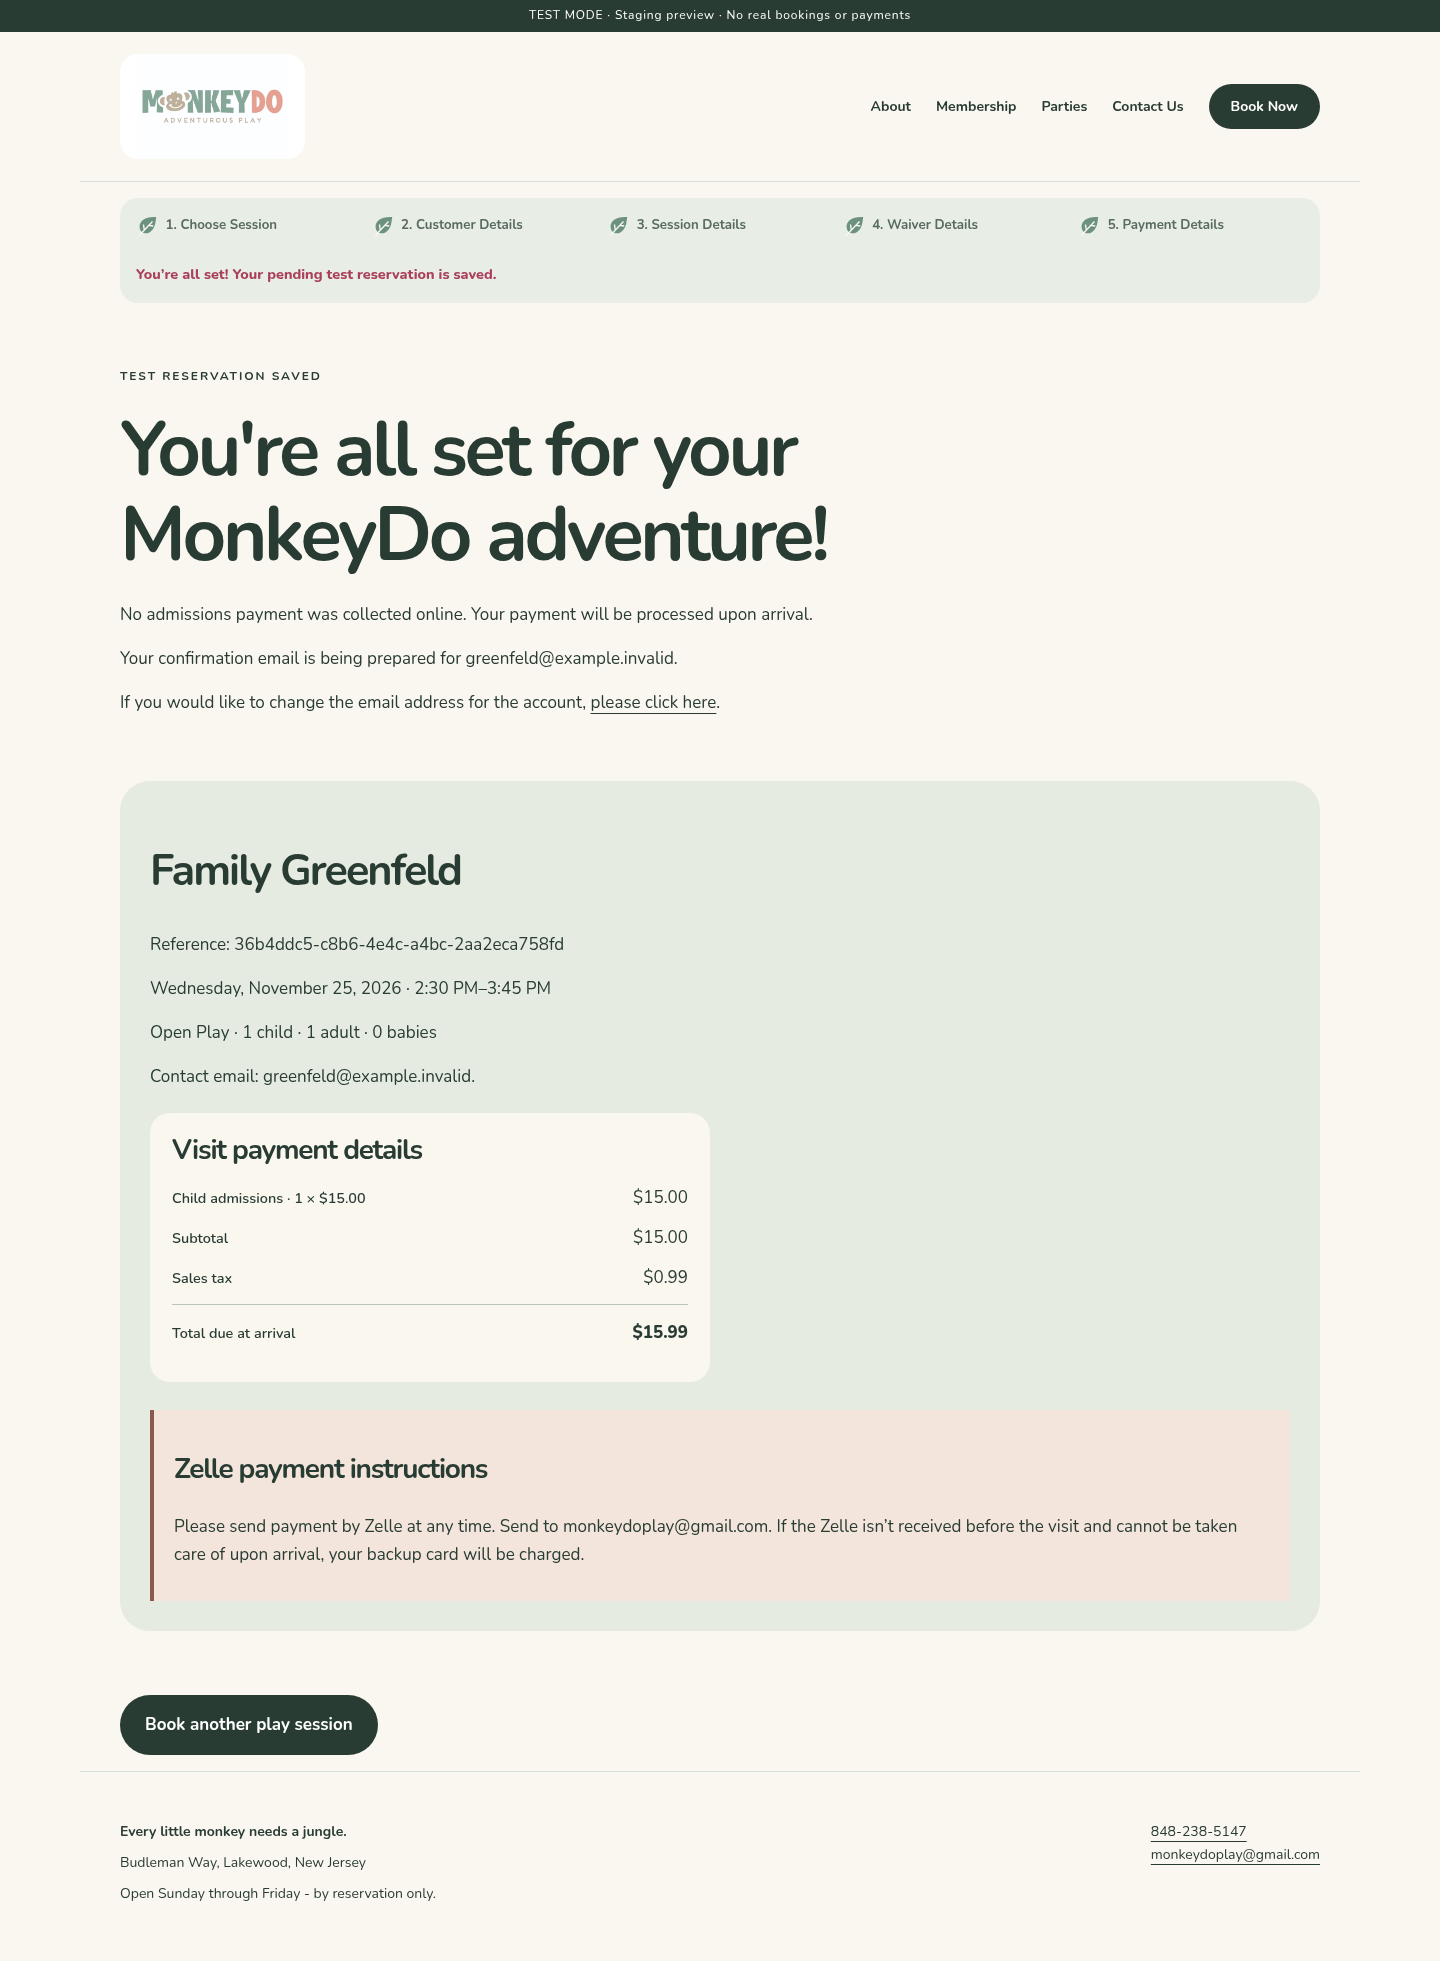 TEST MODE · Staging preview · No real bookings or payments
MONKEYDO
ADVENTUROUS PLAY
About Membership Parties Contact Us Book Now
1. Choose Session 2. Customer Details 3. Session Details 4. Waiver Details 5. Payment Details
You’re all set! Your pending test reservation is saved.
TEST RESERVATION SAVED
You're all set for your
MonkeyDo adventure!
No admissions payment was collected online. Your payment will be processed upon arrival.
Your confirmation email is being prepared for greenfeld@example.invalid.
If you would like to change the email address for the account, please click here.
Family Greenfeld
Reference: 36b4ddc5-c8b6-4e4c-a4bc-2aa2eca758fd
Wednesday, November 25, 2026 · 2:30 PM–3:45 PM
Open Play · 1 child · 1 adult · 0 babies
Contact email: greenfeld@example.invalid.
Visit payment details
Child admissions · 1 × $15.00 $15.00
Subtotal $15.00
Sales tax $0.99
Total due at arrival $15.99
Zelle payment instructions
Please send payment by Zelle at any time. Send to monkeydoplay@gmail.com. If the Zelle isn’t received before the visit and cannot be taken
care of upon arrival, your backup card will be charged.
Book another play session
Every little monkey needs a jungle.
Budleman Way, Lakewood, New Jersey
Open Sunday through Friday - by reservation only.
848-238-5147
monkeydoplay@gmail.com